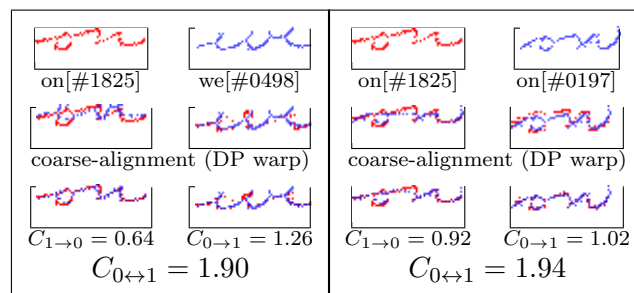 on[#1825] we[#0498] on[#1825] on[#0197]
coarse-alignment (DP warp) coarse-alignment (DP warp)
C₁→₀ = 0.64 C₀→₁ = 1.26 C₁→₀ = 0.92 C₀→₁ = 1.02
C₀↔₁ = 1.90 C₀↔₁ = 1.94